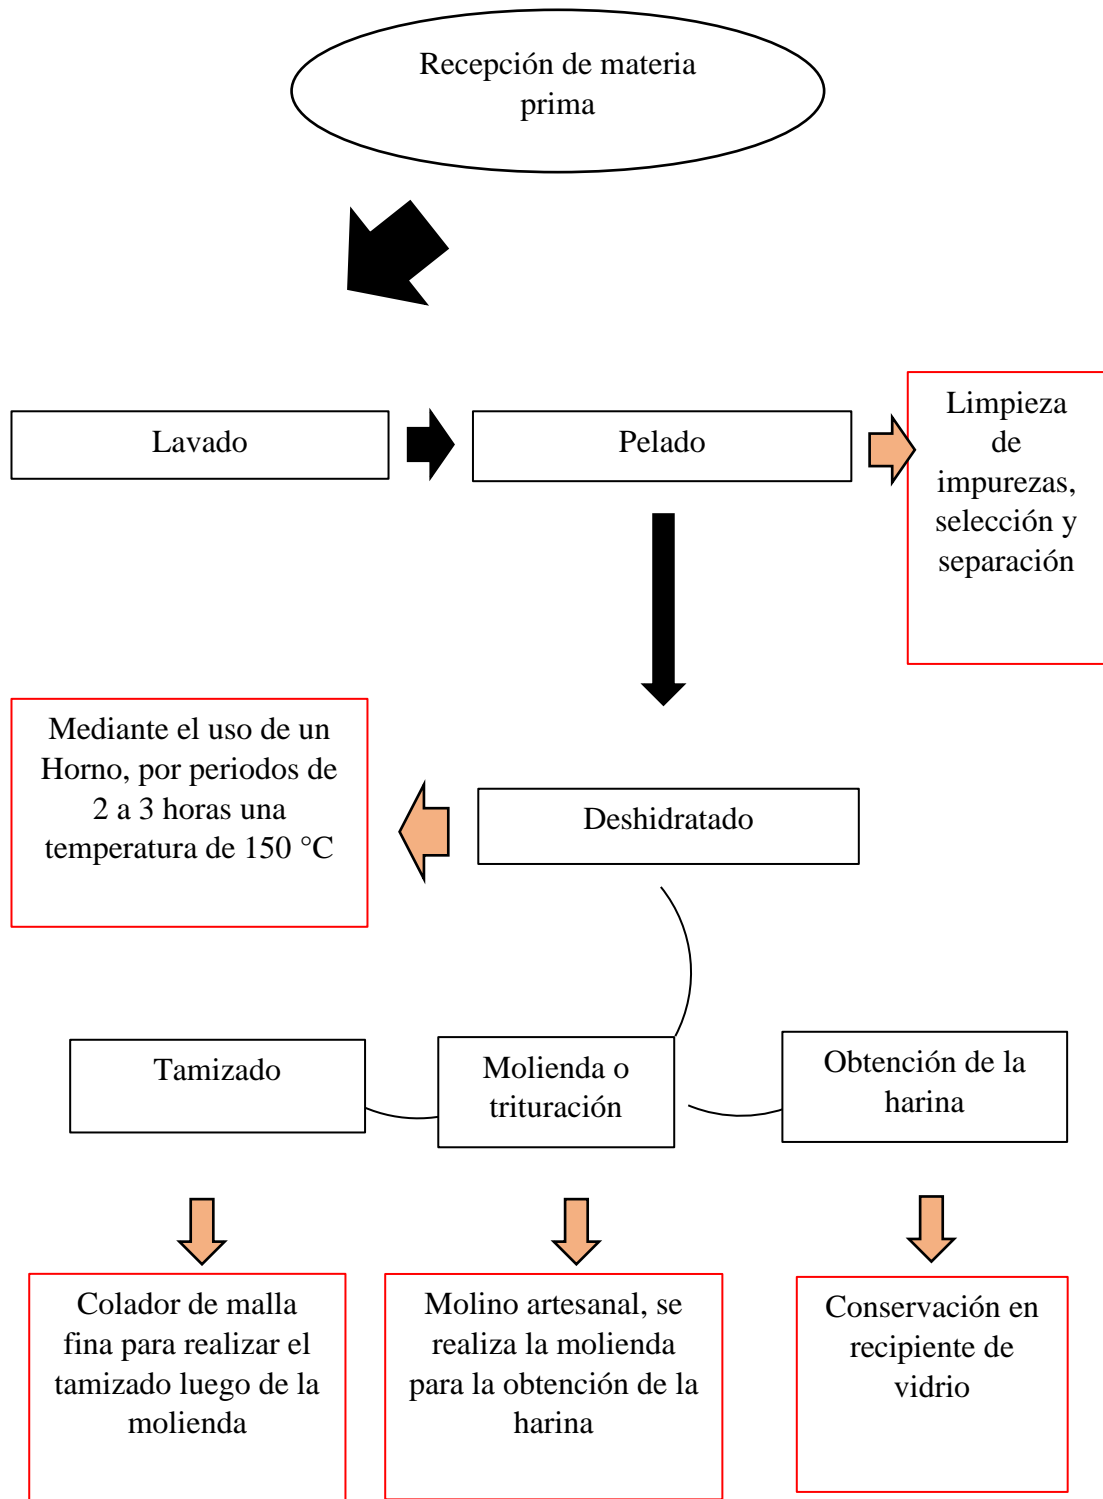 Recepción de materia
prima
Lavado
Pelado
Limpieza
de
impurezas,
selección y
separación
Mediante el uso de un
Horno, por periodos de
2 a 3 horas una
temperatura de 150 °C
Deshidratado
Tamizado
Molienda o
trituración
Obtención de la
harina
Colador de malla
fina para realizar el
tamizado luego de la
molienda
Molino artesanal, se
realiza la molienda
para la obtención de la
harina
Conservación en
recipiente de
vidrio